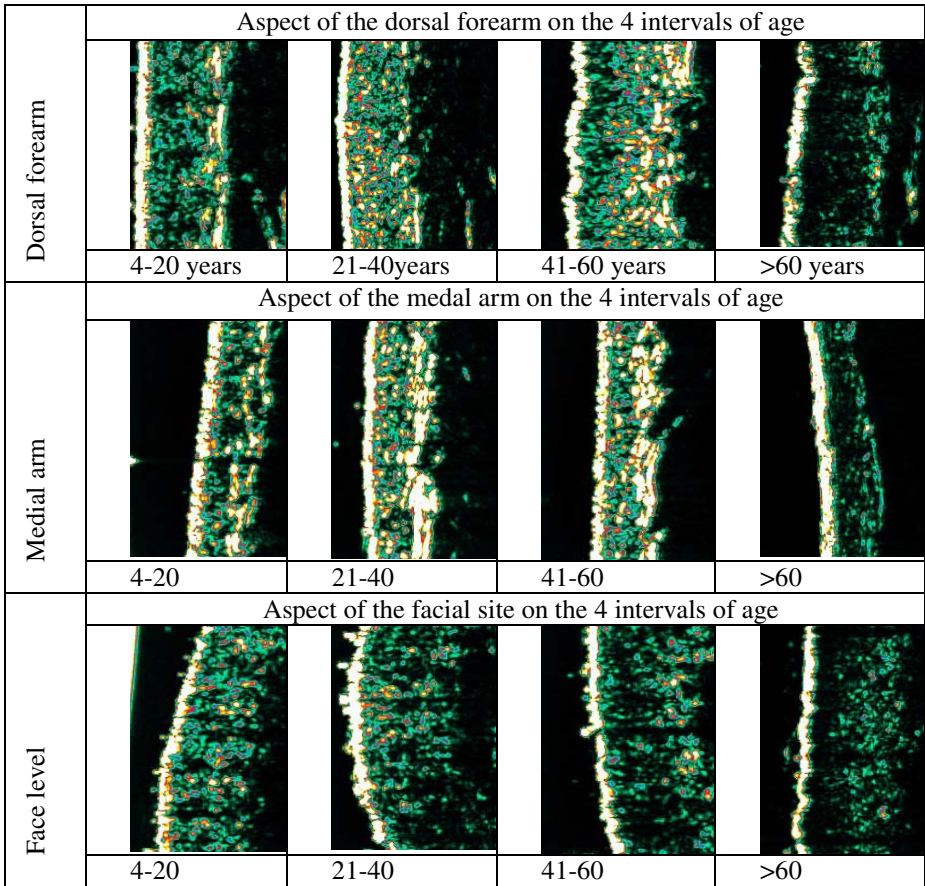 Aspect of the dorsal forearm on the 4 intervals of age
Dorsal forearm
4-20 years
21-40years
41-60 years
>60 years
Aspect of the medal arm on the 4 intervals of age
Medial arm
4-20
21-40
41-60
>60
Aspect of the facial site on the 4 intervals of age
Face level
4-20
21-40
41-60
>60